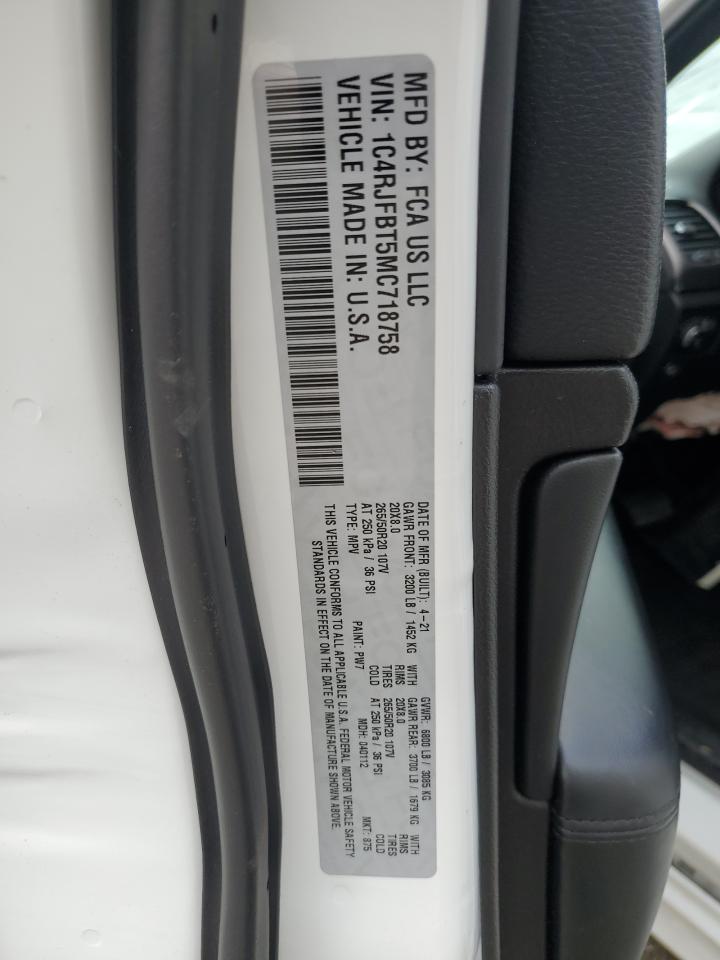 MFD BY: FCA US LLC
VIN: 1C4RJFBT5MC718758
VEHICLE MADE IN: U.S.A.
DATE OF MFR (BUILT): 4-21 GVWR: 6800 LB / 3085 KG
GAWR FRONT: 3200 LB / 1452 KG WITH GAWR REAR: 3700 LB / 1679 KG WITH
20X8.0 RIMS 20X8.0 RIMS
265/50R20 107V TIRES 265/50R20 107V TIRES
AT 250 kPa / 36 PSI COLD AT 250 kPa / 36 PSI COLD
TYPE: MPV PAINT: PW7 MDH: 040112 MKT: 875
THIS VEHICLE CONFORMS TO ALL APPLICABLE U.S.A. FEDERAL MOTOR VEHICLE SAFETY
STANDARDS IN EFFECT ON THE DATE OF MANUFACTURE SHOWN ABOVE.